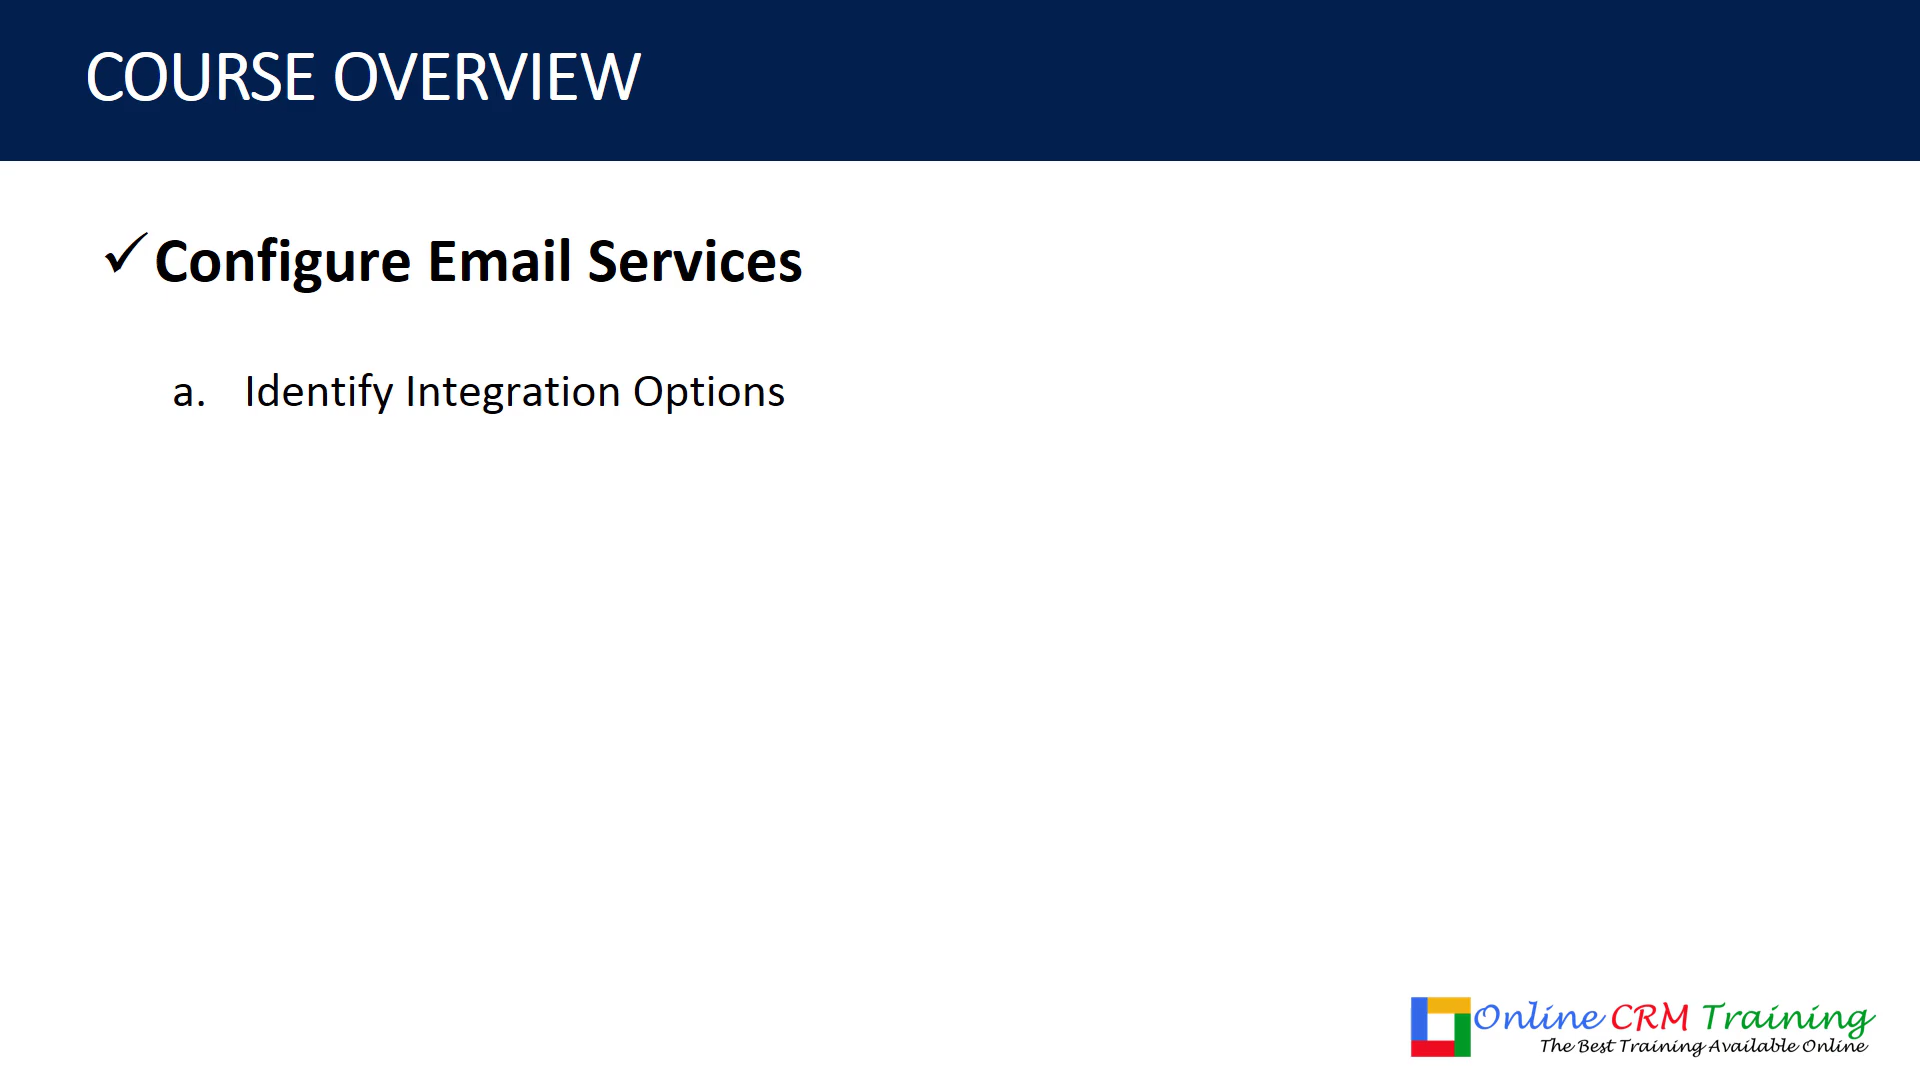 COURSE OVERVIEW
✓ Configure Email Services
a. Identify Integration Options
Online CRM Training
The Best Training Available Online